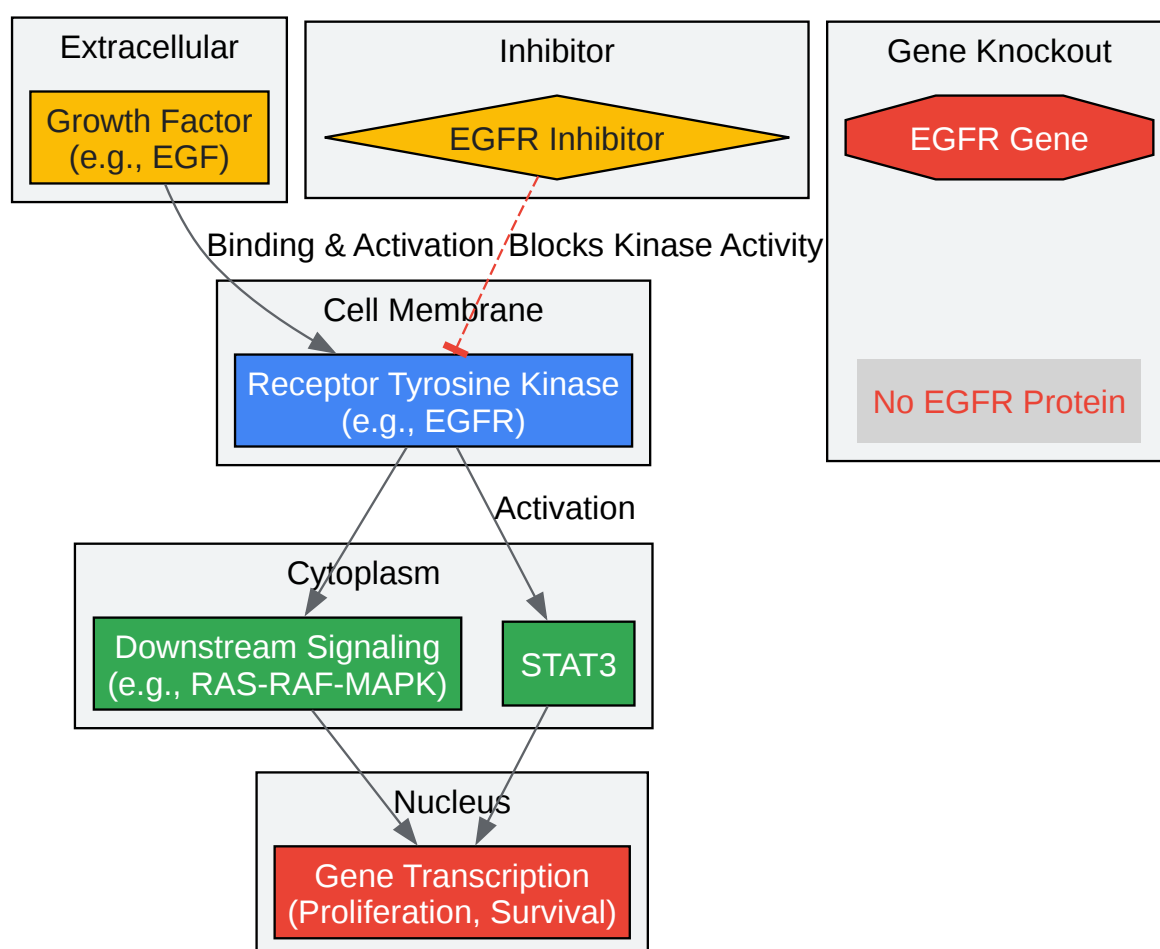 Extracellular
Inhibitor
Gene Knockout
Growth Factor
(e.g., EGF)
EGFR Inhibitor
EGFR Gene
Binding & Activation
Blocks Kinase Activity
Cell Membrane
Receptor Tyrosine Kinase
(e.g., EGFR)
No EGFR Protein
Activation
Cytoplasm
Downstream Signaling
(e.g., RAS-RAF-MAPK)
STAT3
Nucleus
Gene Transcription
(Proliferation, Survival)